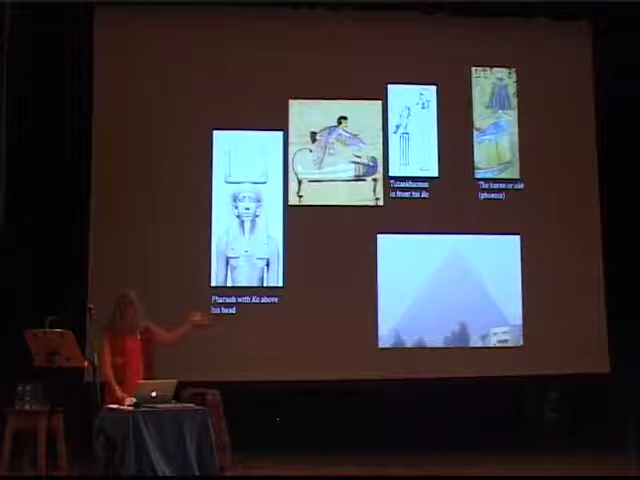 Pharaoh with Ka above
his head
Tutankhamun
in front his Ba
The heron or
(phoenix)